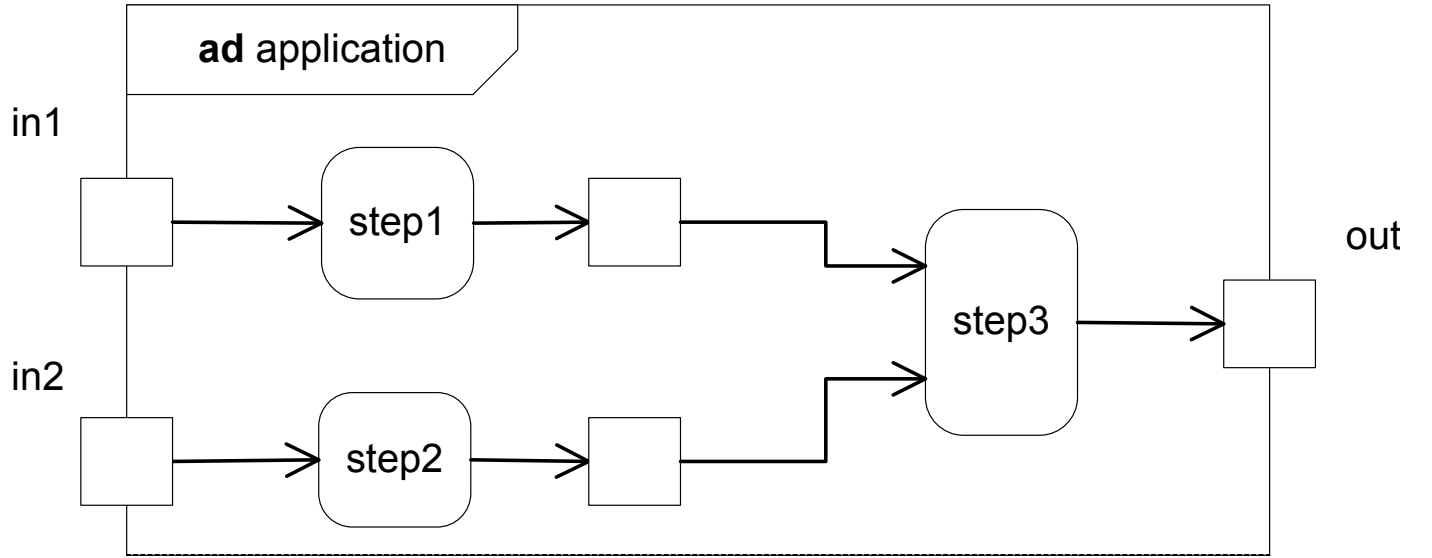 ad application
in1
step1
out
step3
in2
step2